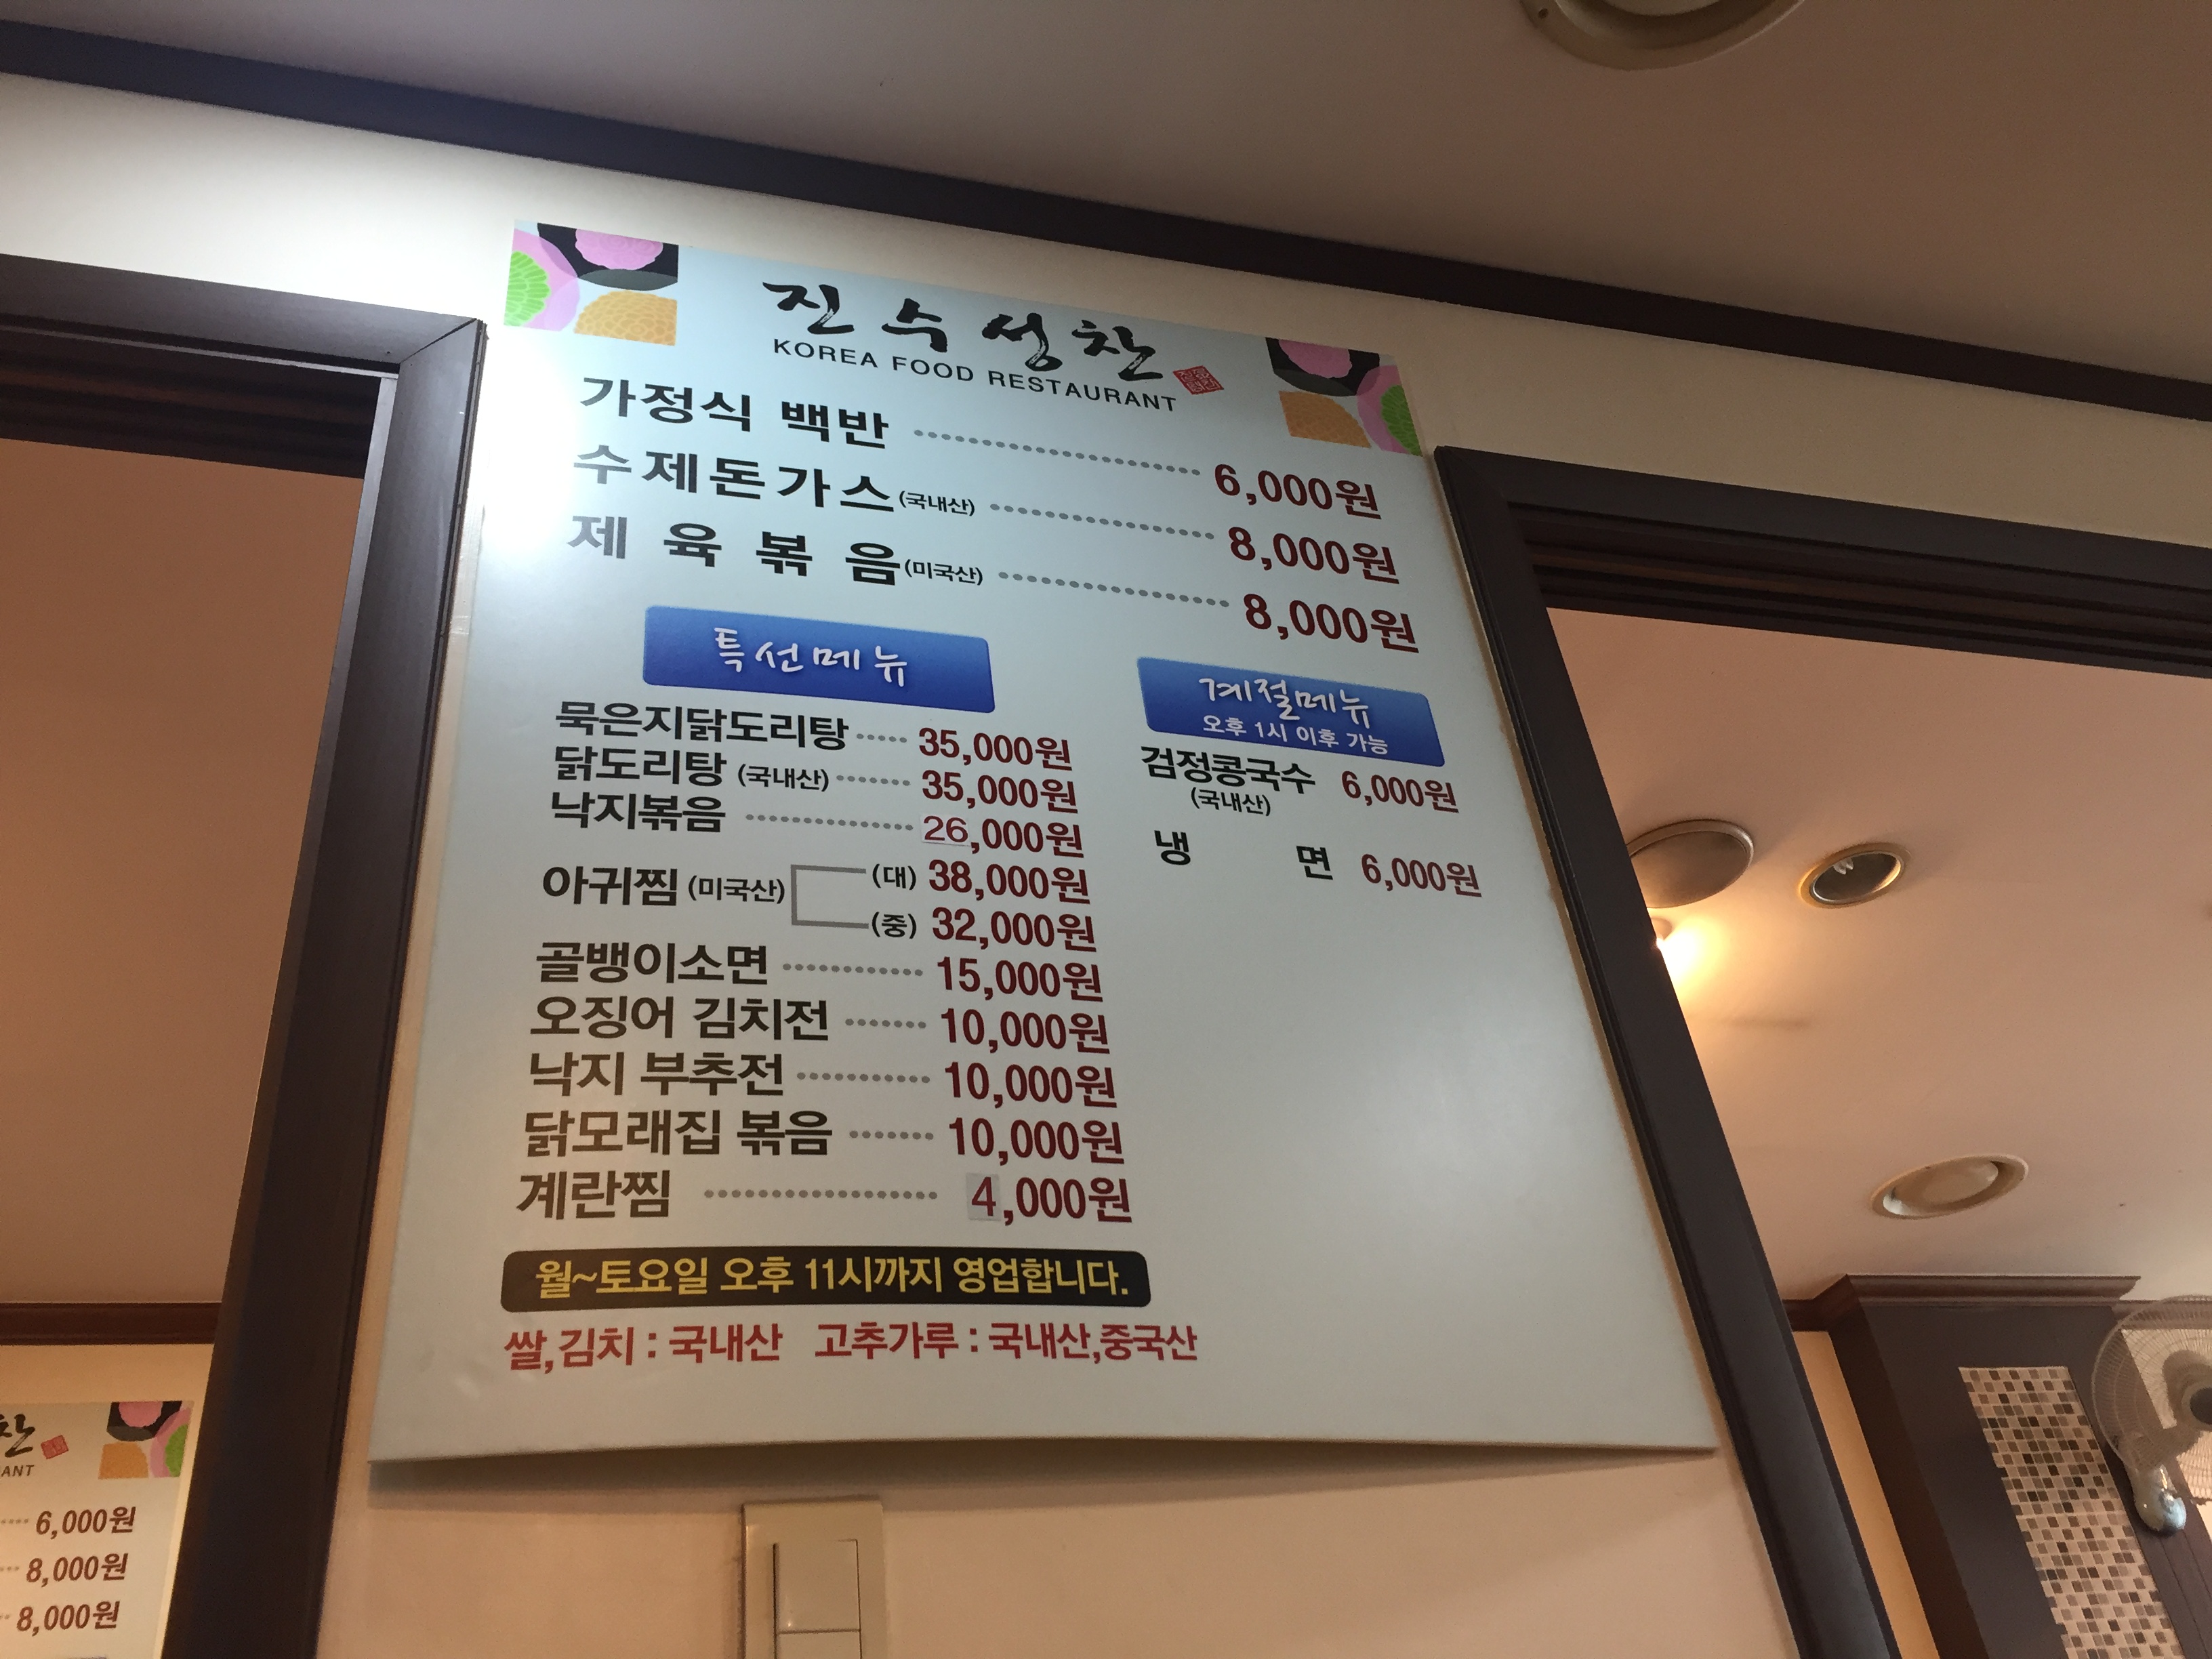 진수성찬
KOREA FOOD RESTAURANT
가정식 백반 6,000원
수제돈가스(국내산) 8,000원
제육볶음(미국산) 8,000원
특선메뉴
묵은지닭도리탕 35,000원
닭도리탕 (국내산) 35,000원
낙지볶음 26,000원
아귀찜 (미국산) (대) 38,000원
(중) 32,000원
골뱅이소면 15,000원
오징어 김치전 10,000원
낙지 부추전 10,000원
닭모래집 볶음 10,000원
계란찜 4,000원
계절메뉴
오후 1시 이후 가능
검정콩국수 6,000원
(국내산)
냉면 6,000원
월~토요일 오후 11시까지 영업합니다.
쌀,김치 : 국내산 고추가루 : 국내산,중국산
찬
ANT
6,000원
8,000원
8,000원